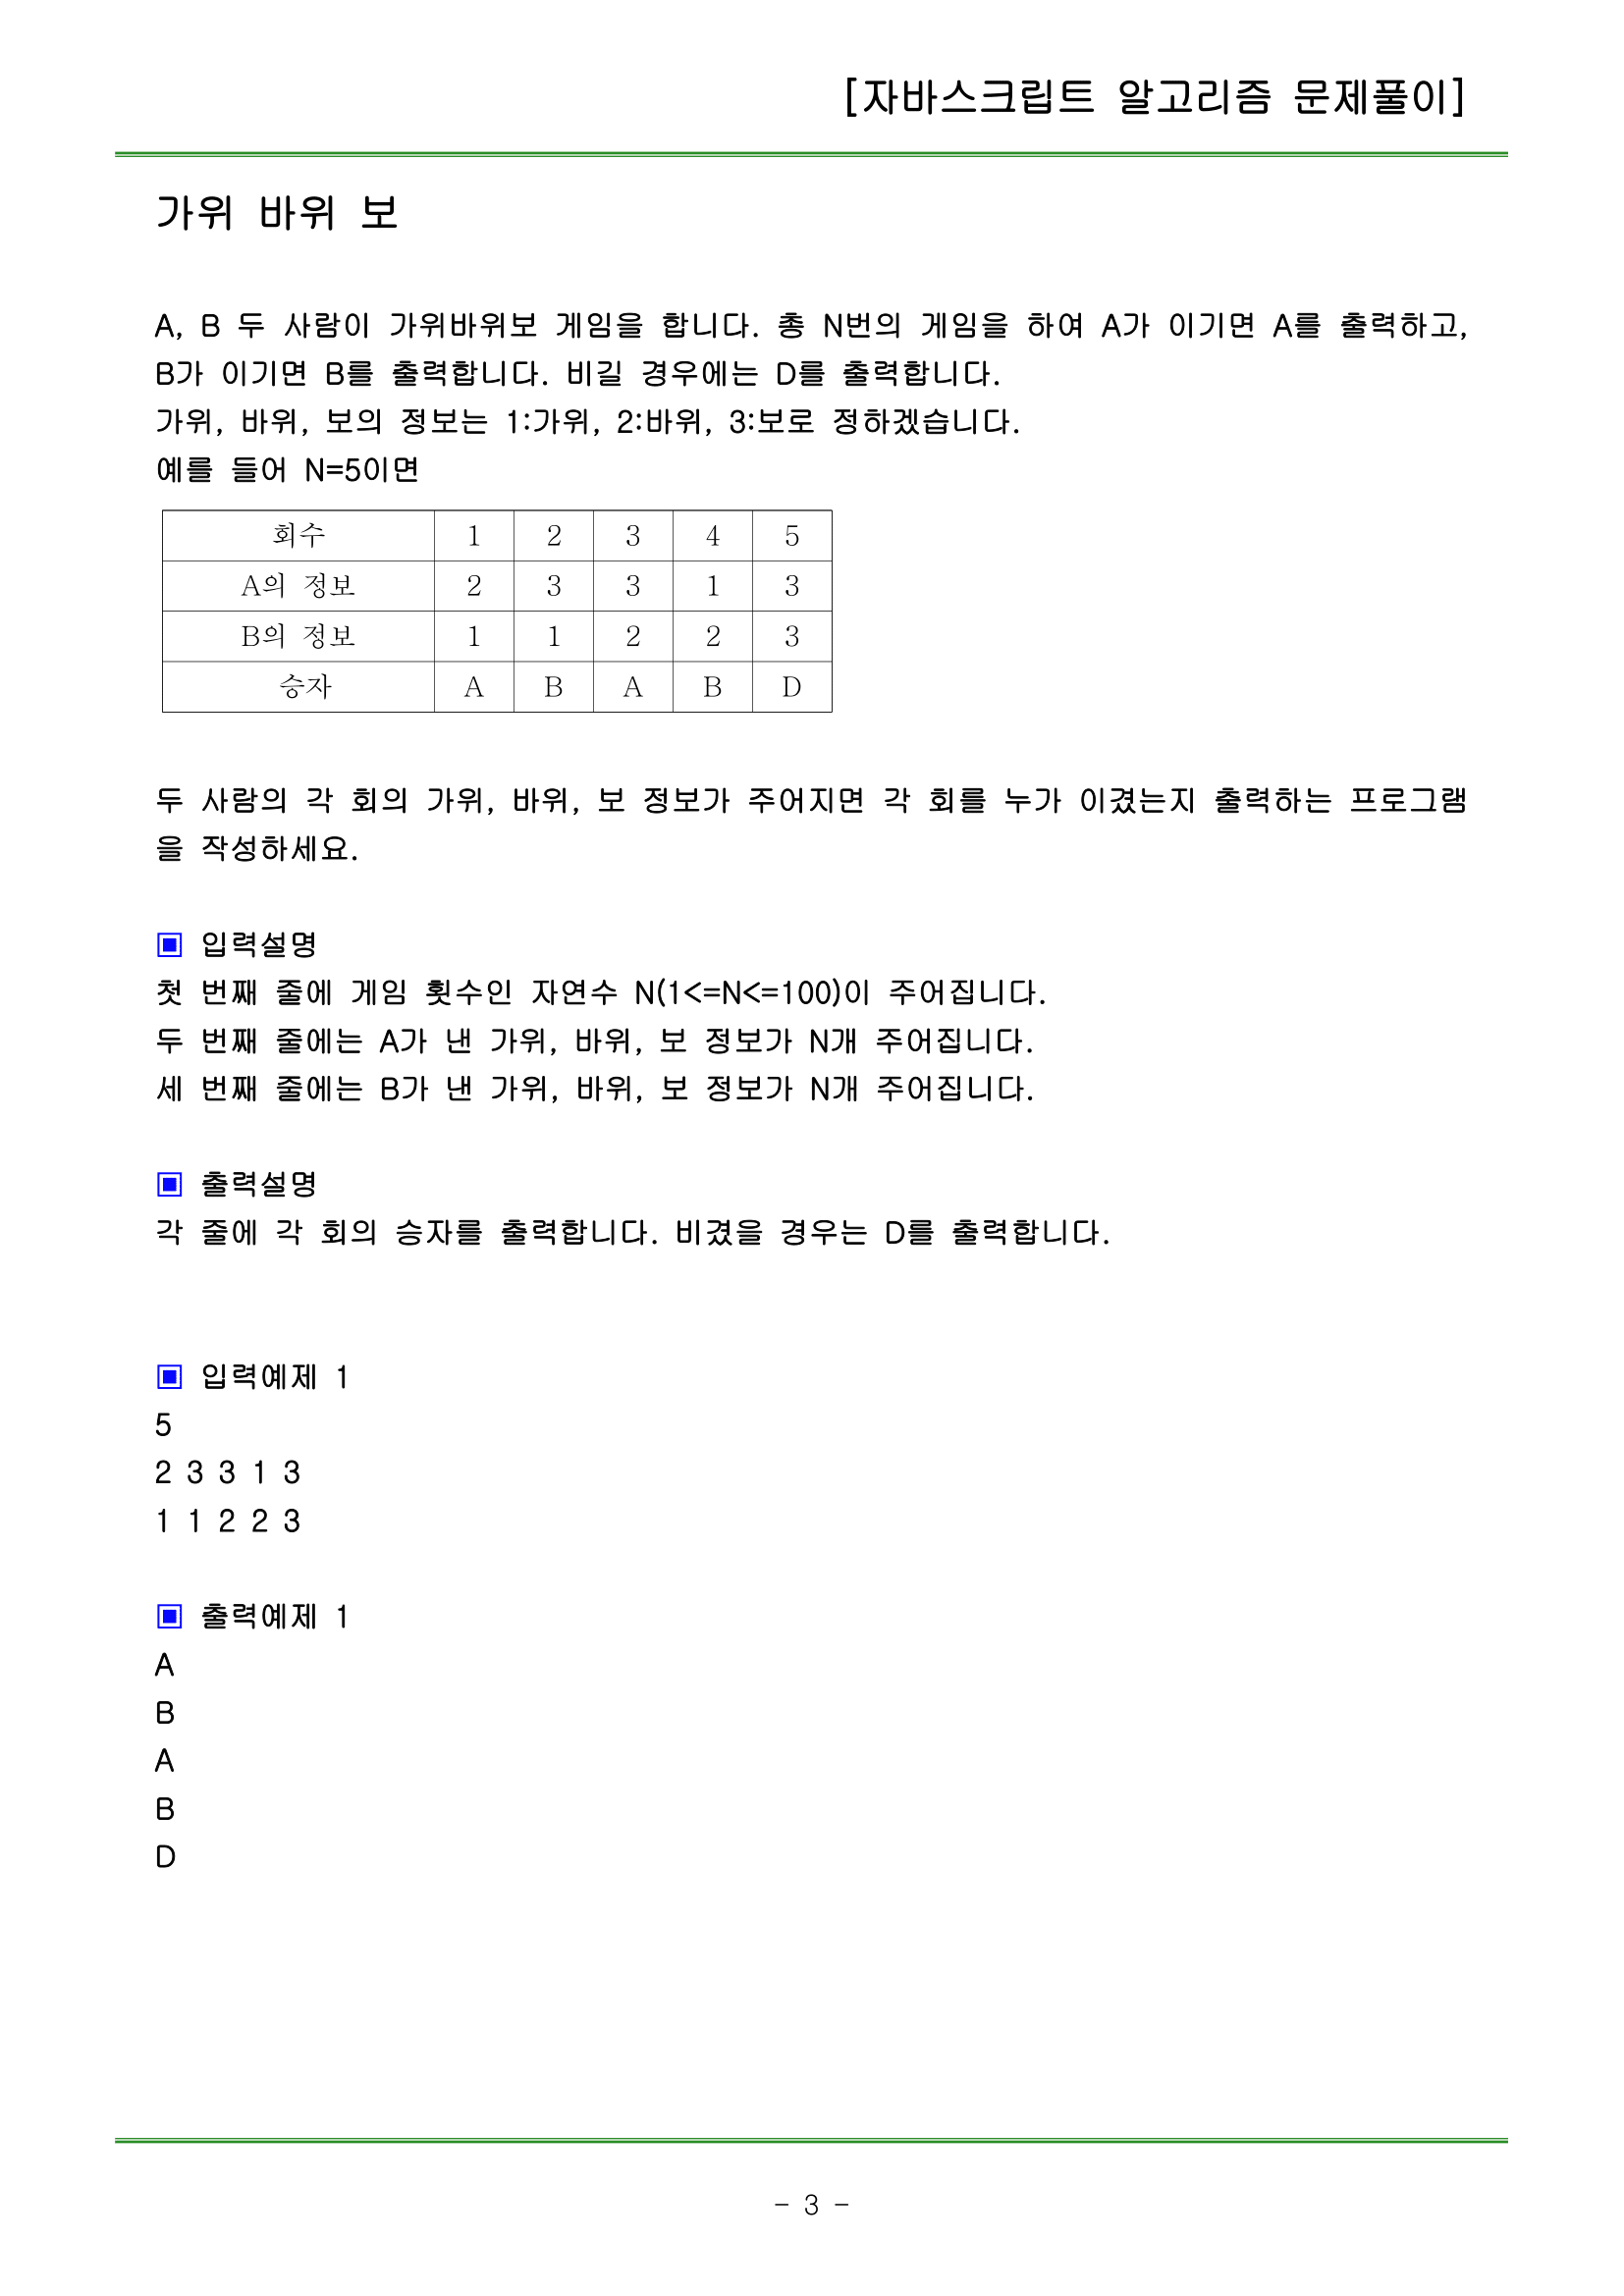 [자바스크립트 알고리즘 문제풀이]
가위 바위 보
A, B 두 사람이 가위바위보 게임을 합니다. 총 N번의 게임을 하여 A가 이기면 A를 출력하고,
B가 이기면 B를 출력합니다. 비길 경우에는 D를 출력합니다.
가위, 바위, 보의 정보는 1:가위, 2:바위, 3:보로 정하겠습니다.
예를 들어 N=5이면
회수 1 2 3 4 5
A의 정보 2 3 3 1 3
B의 정보 1 1 2 2 3
승자 A B A B D
두 사람의 각 회의 가위, 바위, 보 정보가 주어지면 각 회를 누가 이겼는지 출력하는 프로그램
을 작성하세요.
▣ 입력설명
첫 번째 줄에 게임 횟수인 자연수 N(1<=N<=100)이 주어집니다.
두 번째 줄에는 A가 낸 가위, 바위, 보 정보가 N개 주어집니다.
세 번째 줄에는 B가 낸 가위, 바위, 보 정보가 N개 주어집니다.
▣ 출력설명
각 줄에 각 회의 승자를 출력합니다. 비겼을 경우는 D를 출력합니다.
▣ 입력예제 1
5
2 3 3 1 3
1 1 2 2 3
▣ 출력예제 1
A
B
A
B
D
- 3 -